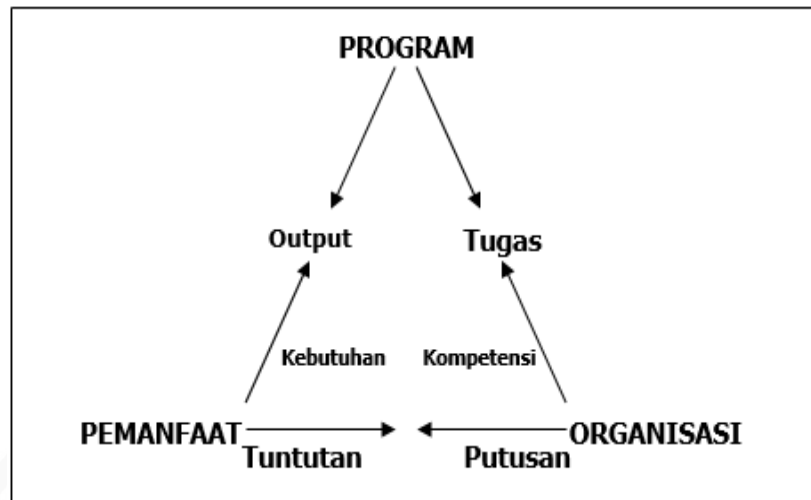 PROGRAM
Output Tugas
Kebutuhan Kompetensi
PEMANFAAT ORGANISASI
Tuntutan Putusan